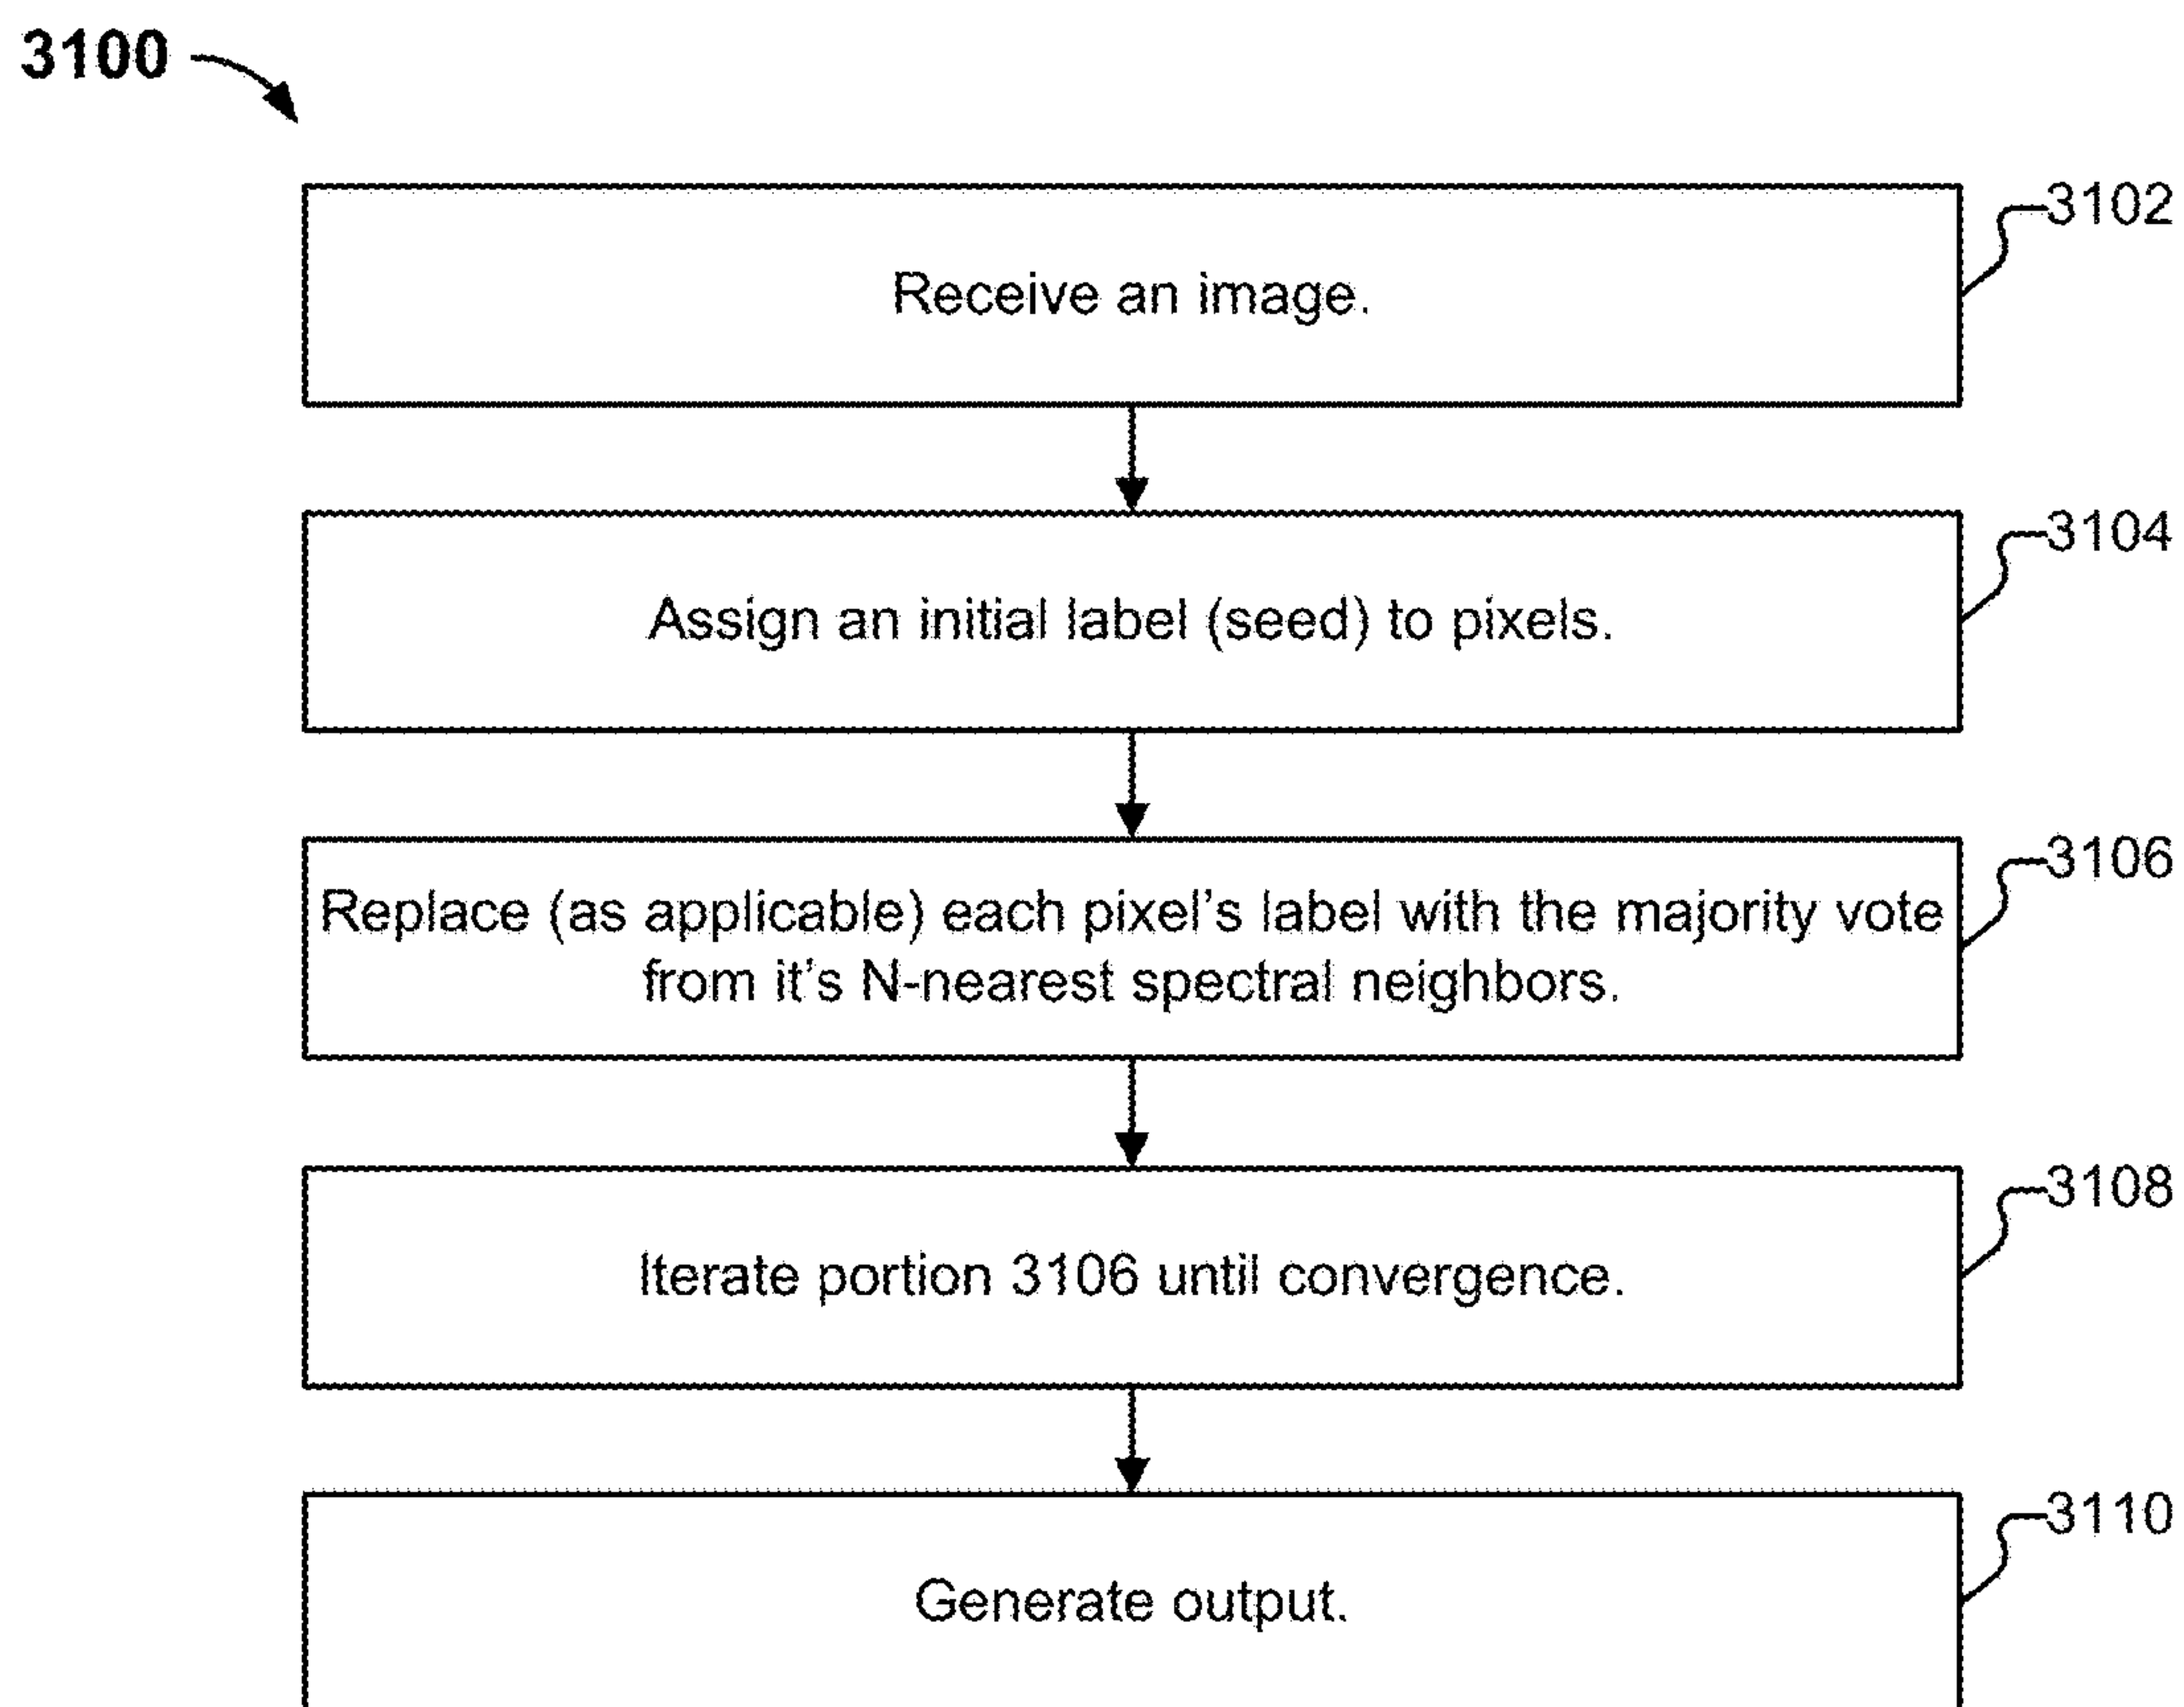 3100
3102
Receive an image.
3104
Assign an initial label (seed) to pixels.
3106
Replace (as applicable) each pixel's label with the majority vote
from it's N-nearest spectral neighbors.
3108
Iterate portion 3106 until convergence.
3110
Generate output.